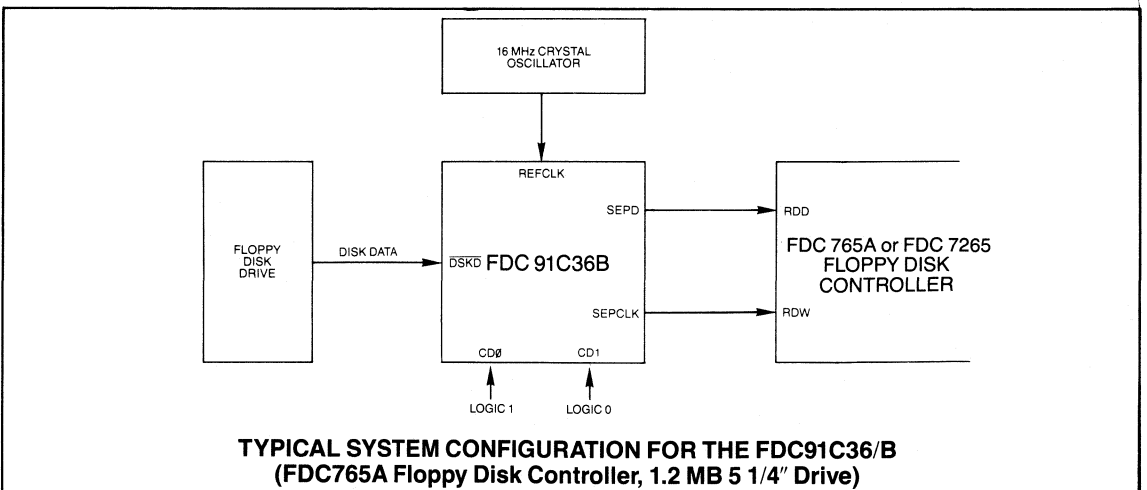 16 MHz CRYSTAL
OSCILLATOR
REFCLK
SEPD
RDD
FLOPPY
DISK
DRIVE
DISK DATA
DSKD
FDC 91C36B
FDC 765A or FDC 7265
FLOPPY DISK
CONTROLLER
SEPCLK
RDW
CD0
CD1
LOGIC 1
LOGIC 0
TYPICAL SYSTEM CONFIGURATION FOR THE FDC91C36/B
(FDC765A Floppy Disk Controller, 1.2 MB 5 1/4″ Drive)